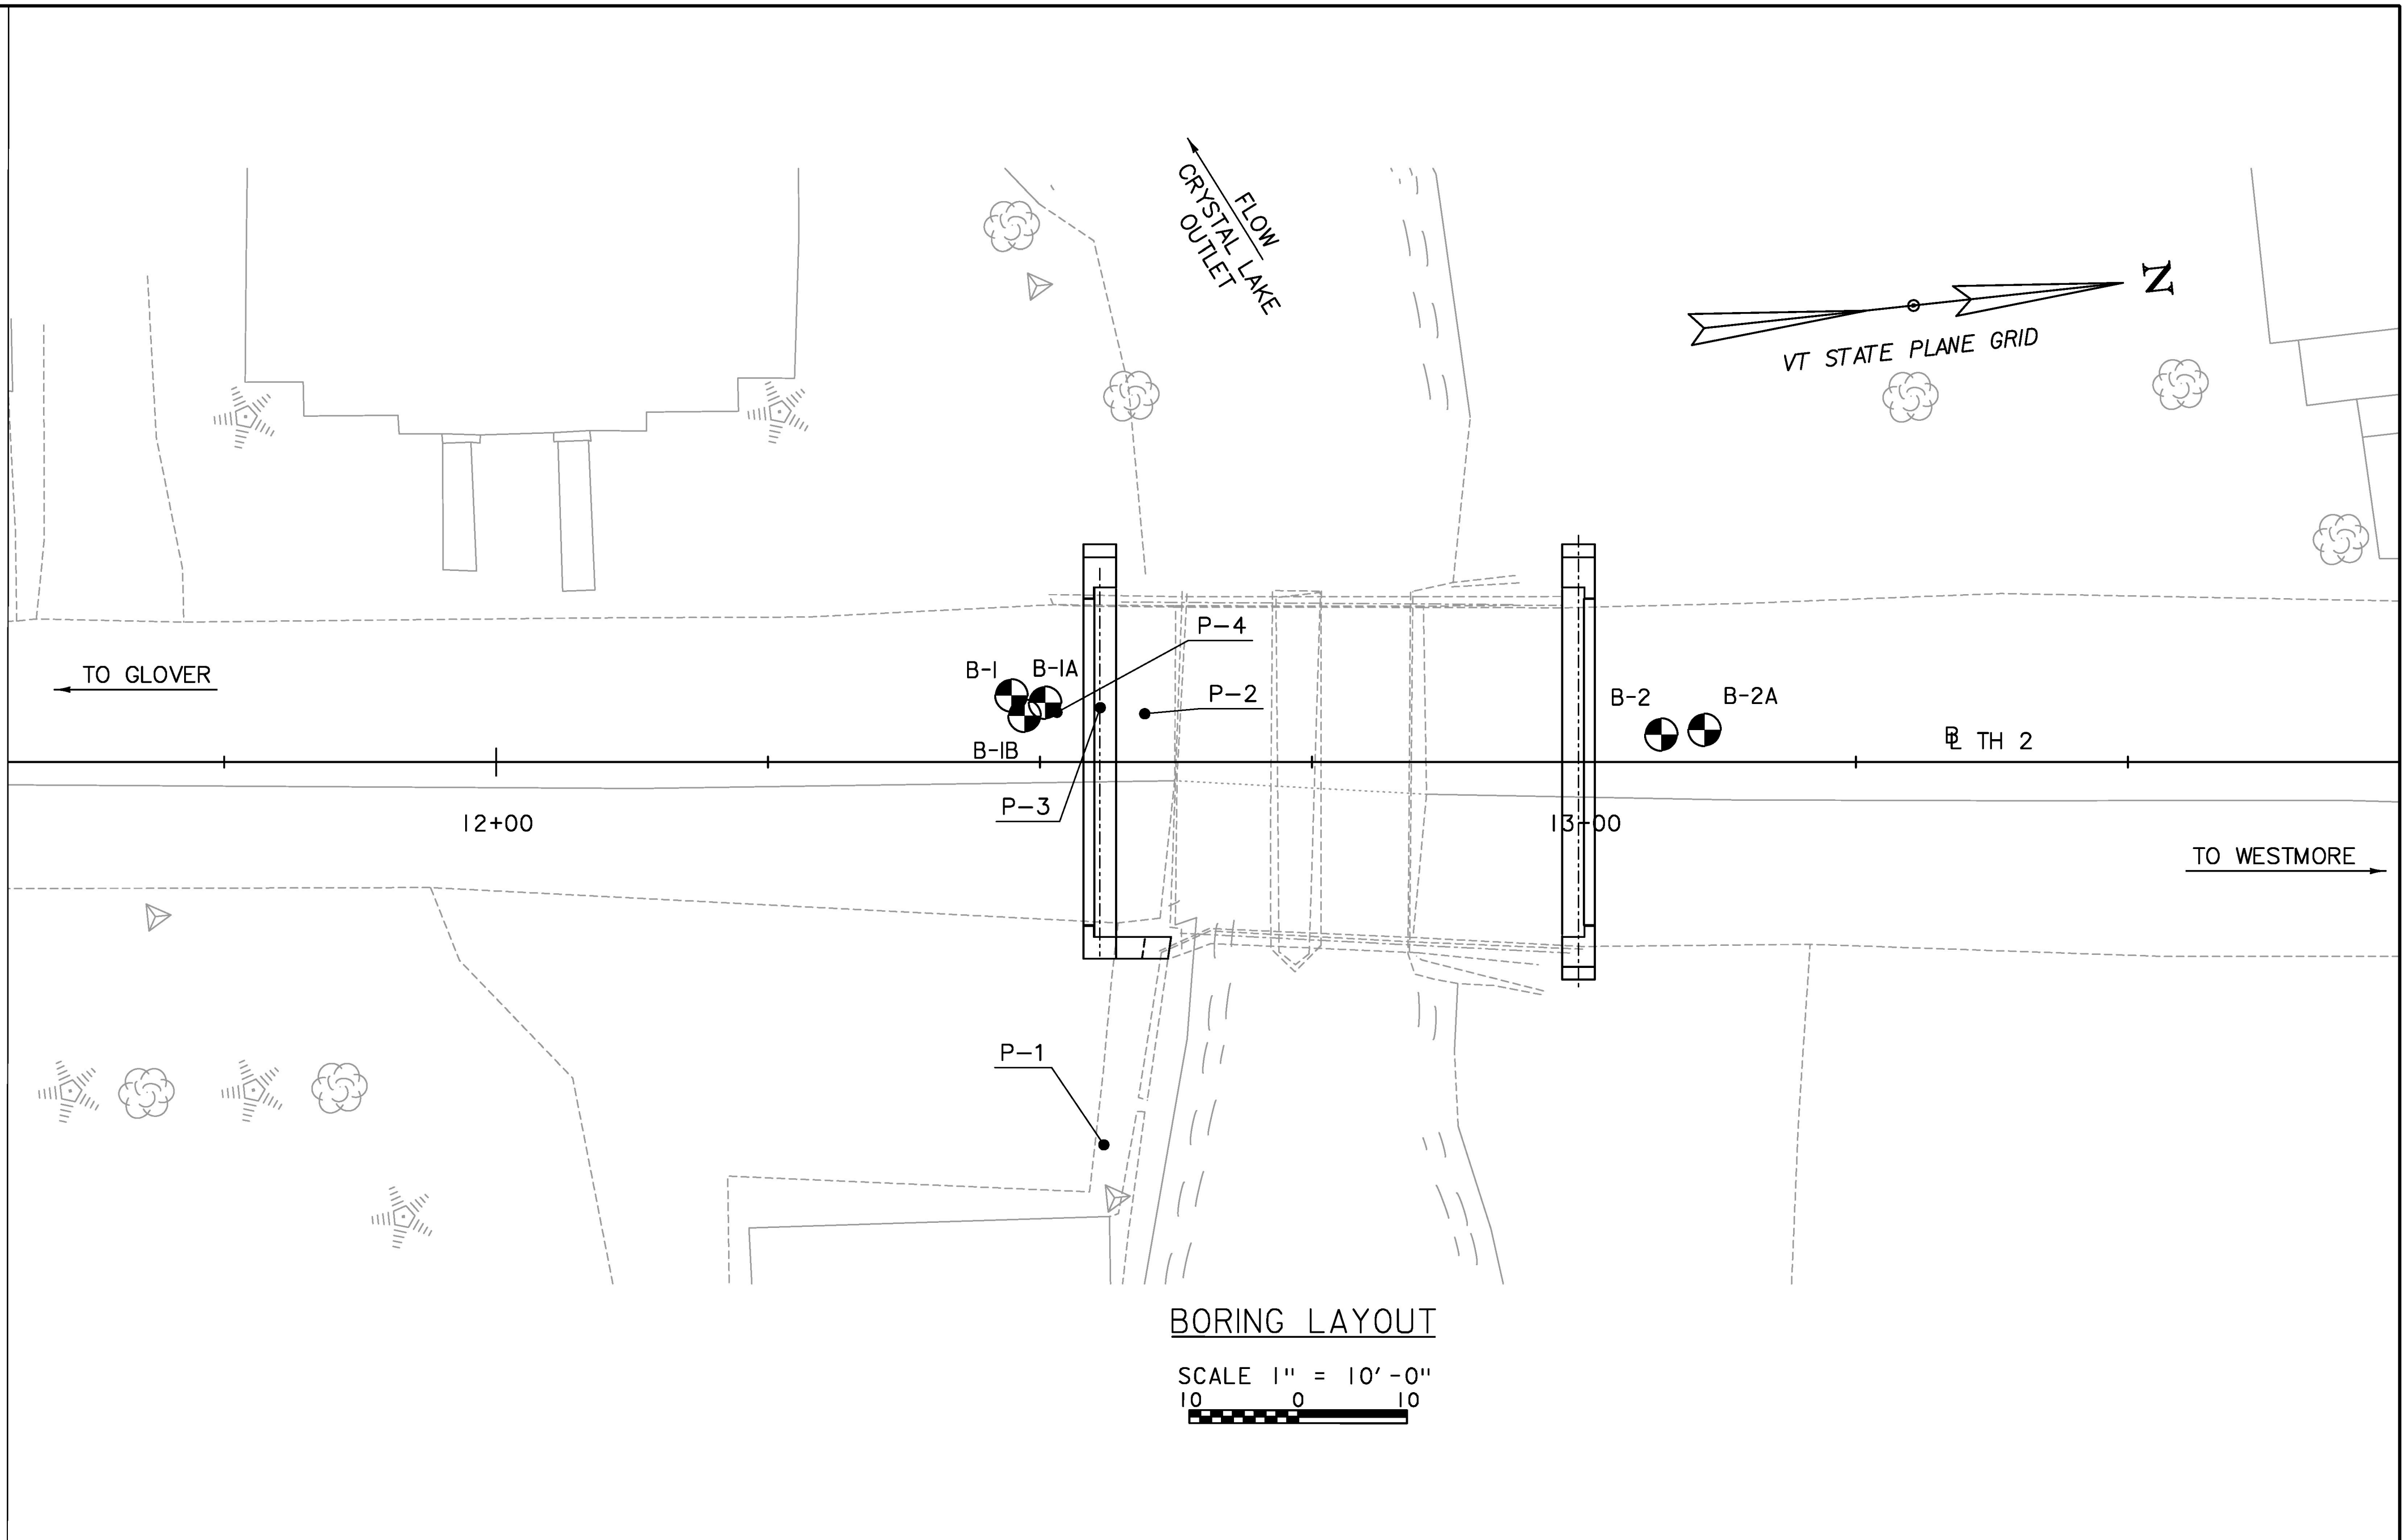 FLOW
CRYSTAL LAKE
OUTLET
N
VT STATE PLANE GRID
P-4
TO GLOVER
B-1
B-1A
P-2
B-2
B-2A
B-1B
BL TH 2
P-3
12+00
13+00
TO WESTMORE
P-1
BORING LAYOUT
SCALE 1" = 10'-0"
10 0 10